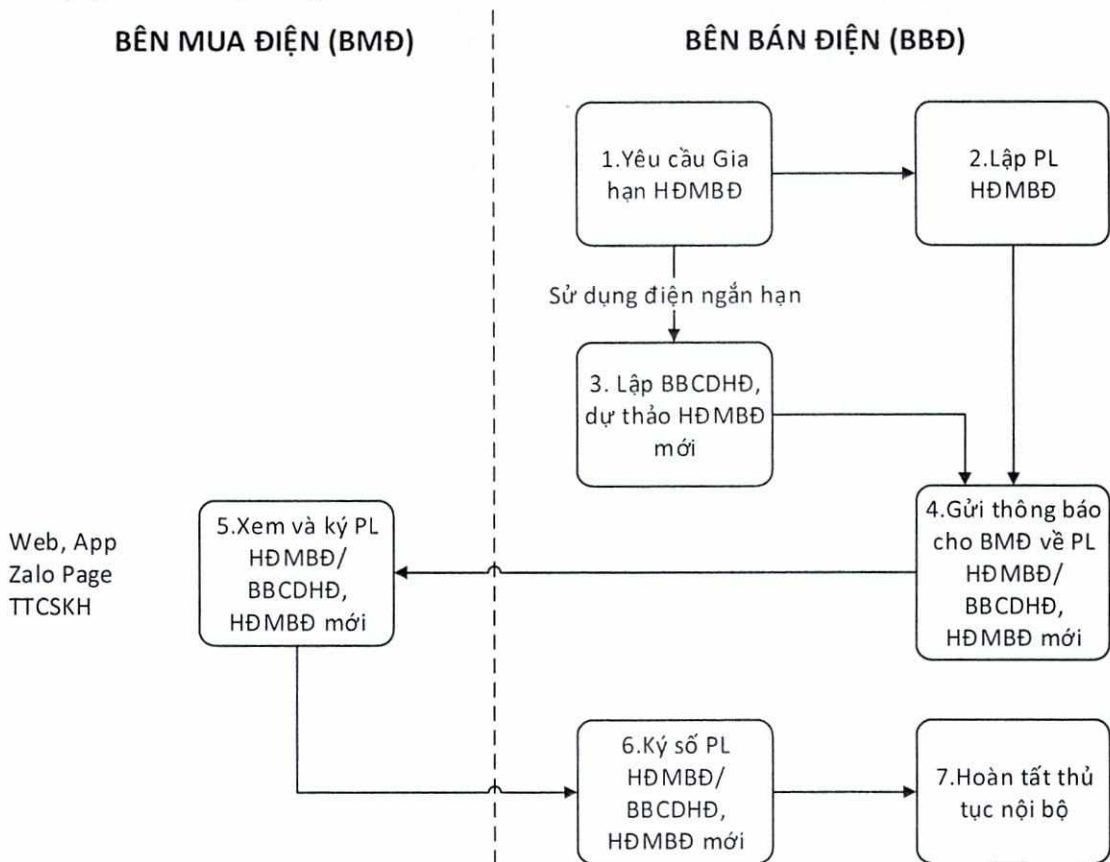 BÊN MUA ĐIỆN (BMĐ)
BÊN BÁN ĐIỆN (BBĐ)
1.Yêu cầu Gia
hạn HĐMBĐ
2.Lập PL
HĐMBĐ
Sử dụng điện ngắn hạn
3. Lập BBCDHĐ,
dự thảo HĐMBĐ
mới
4.Gửi thông báo
cho BMĐ về PL
HĐMBĐ/
BBCDHĐ,
HĐMBĐ mới
Web, App
Zalo Page
TTCSKH
5.Xem và ký PL
HĐMBĐ/
BBCDHĐ,
HĐMBĐ mới
6.Ký số PL
HĐMBĐ/
BBCDHĐ,
HĐMBĐ mới
7.Hoàn tất thủ
tục nội bộ